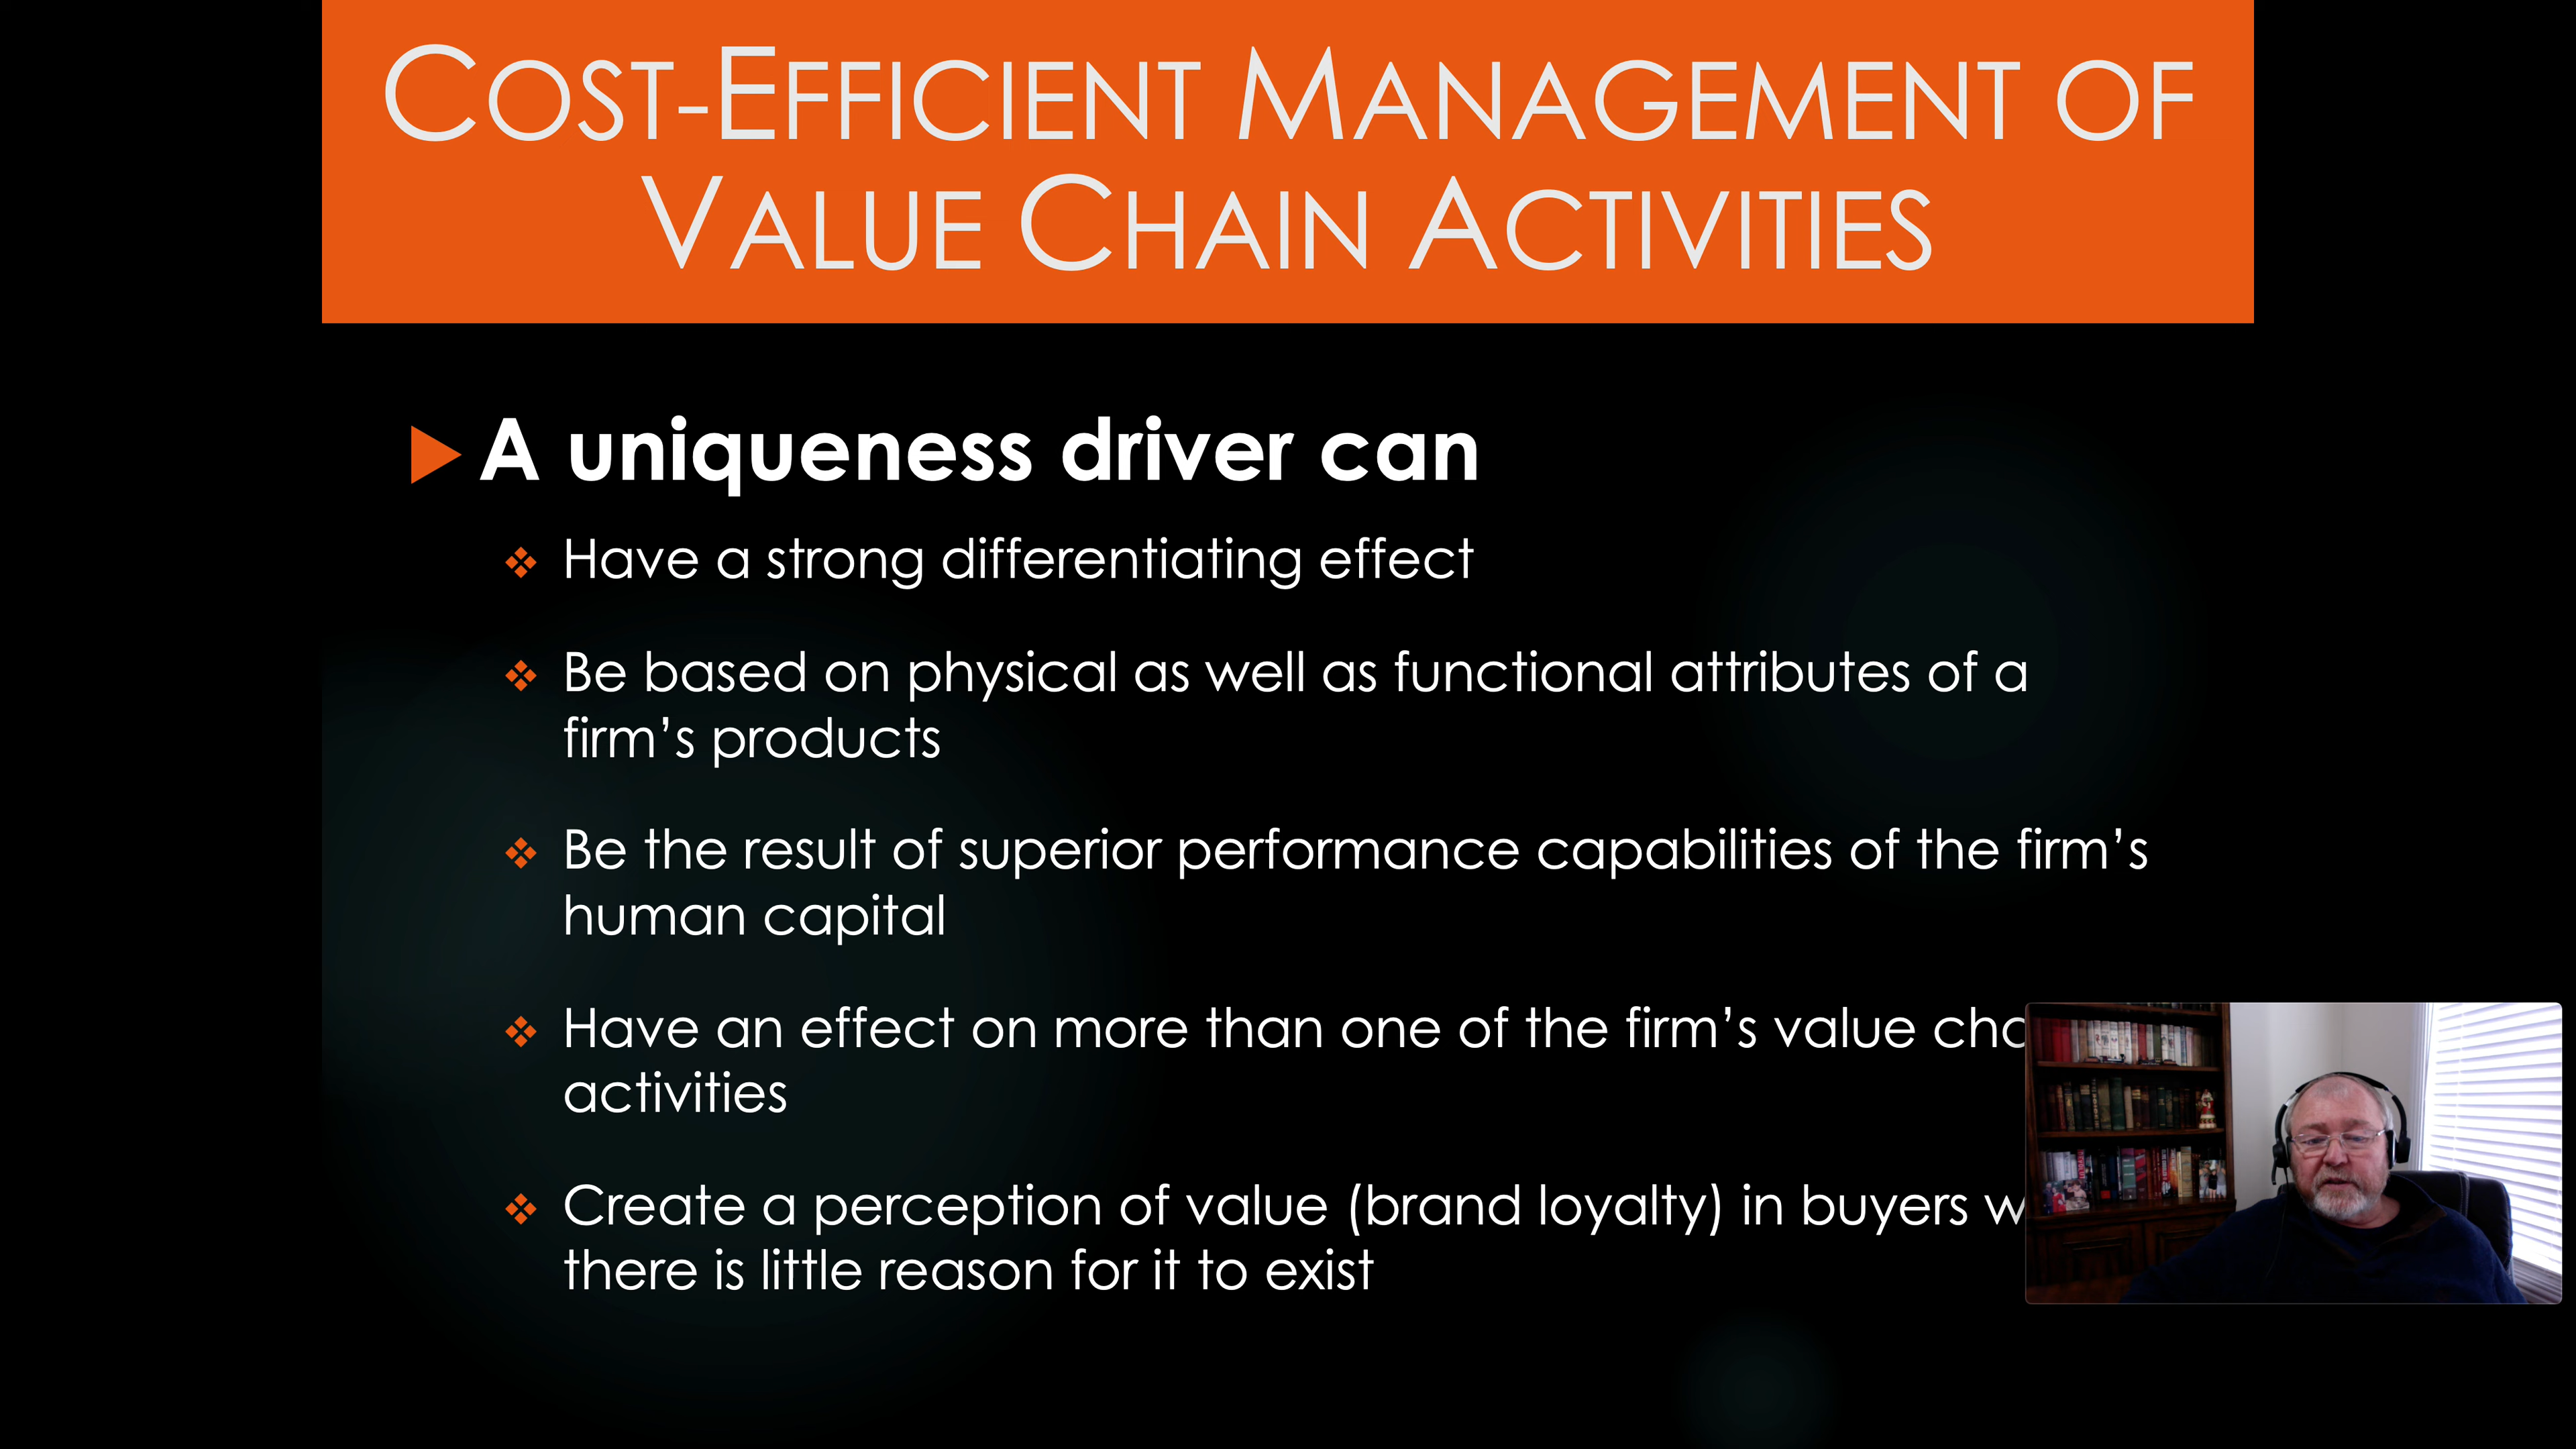 COST-EFFICIENT MANAGEMENT OF
VALUE CHAIN ACTIVITIES
A uniqueness driver can
Have a strong differentiating effect
Be based on physical as well as functional attributes of a
firm's products
Be the result of superior performance capabilities of the firm's
human capital
Have an effect on more than one of the firm's value
activities
Create a perception of value (brand loyalty) in buyers
there is little reason for it to exist